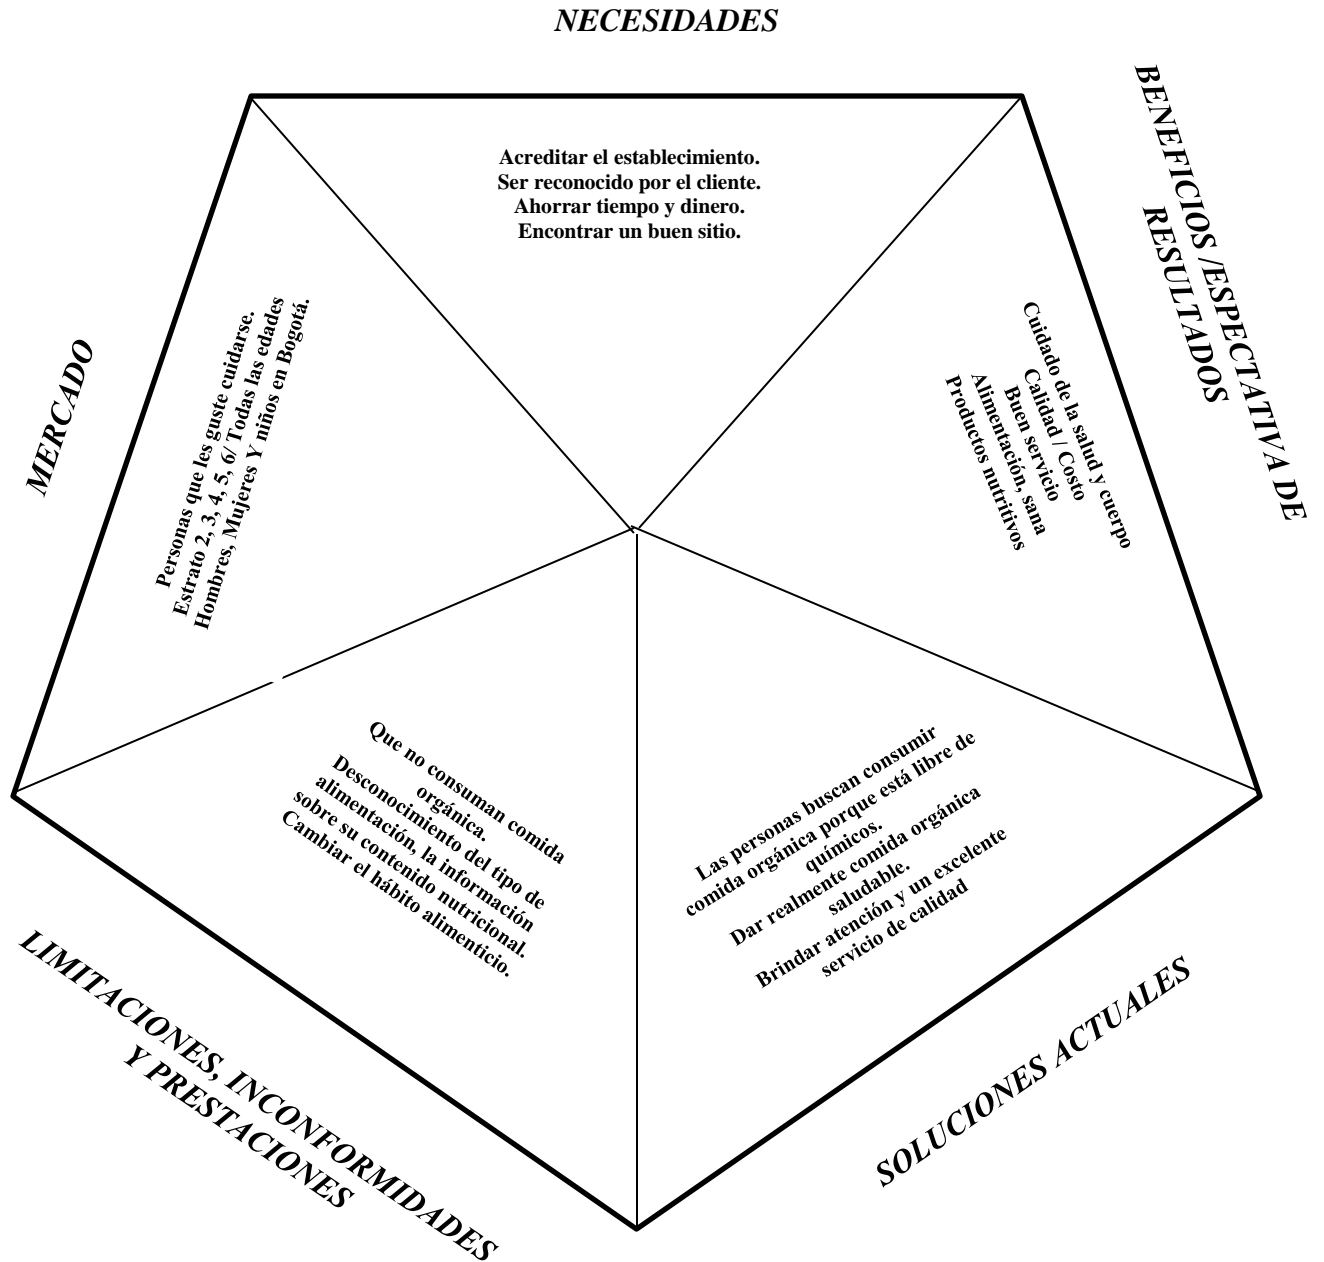 NECESIDADES
Acreditar el establecimiento.
Ser reconocido por el cliente.
Ahorrar tiempo y dinero.
Encontrar un buen sitio.
BENEFICIOS /ESPECTATIVA DE
RESULTADOS
Cuidado de la salud y cuerpo
Calidad / Costo
Buen servicio
Alimentación, sana
Productos nutritivos
MERCADO
Personas que les guste cuidarse.
Estrato 2, 3, 4, 5, 6/ Todas las edades
Hombres, Mujeres Y niños en Bogotá.
Que no consuman comida
orgánica.
Desconocimiento del tipo de
alimentación, la información
sobre su contenido nutricional.
Cambiar el hábito alimenticio.
LIMITACIONES, INCONFORMIDADES
Y PRESTACIONES
Las personas buscan consumir
comida orgánica porque está libre de
químicos.
Dar realmente comida orgánica
saludable.
Brindar atención y un excelente
servicio de calidad
SOLUCIONES ACTUALES